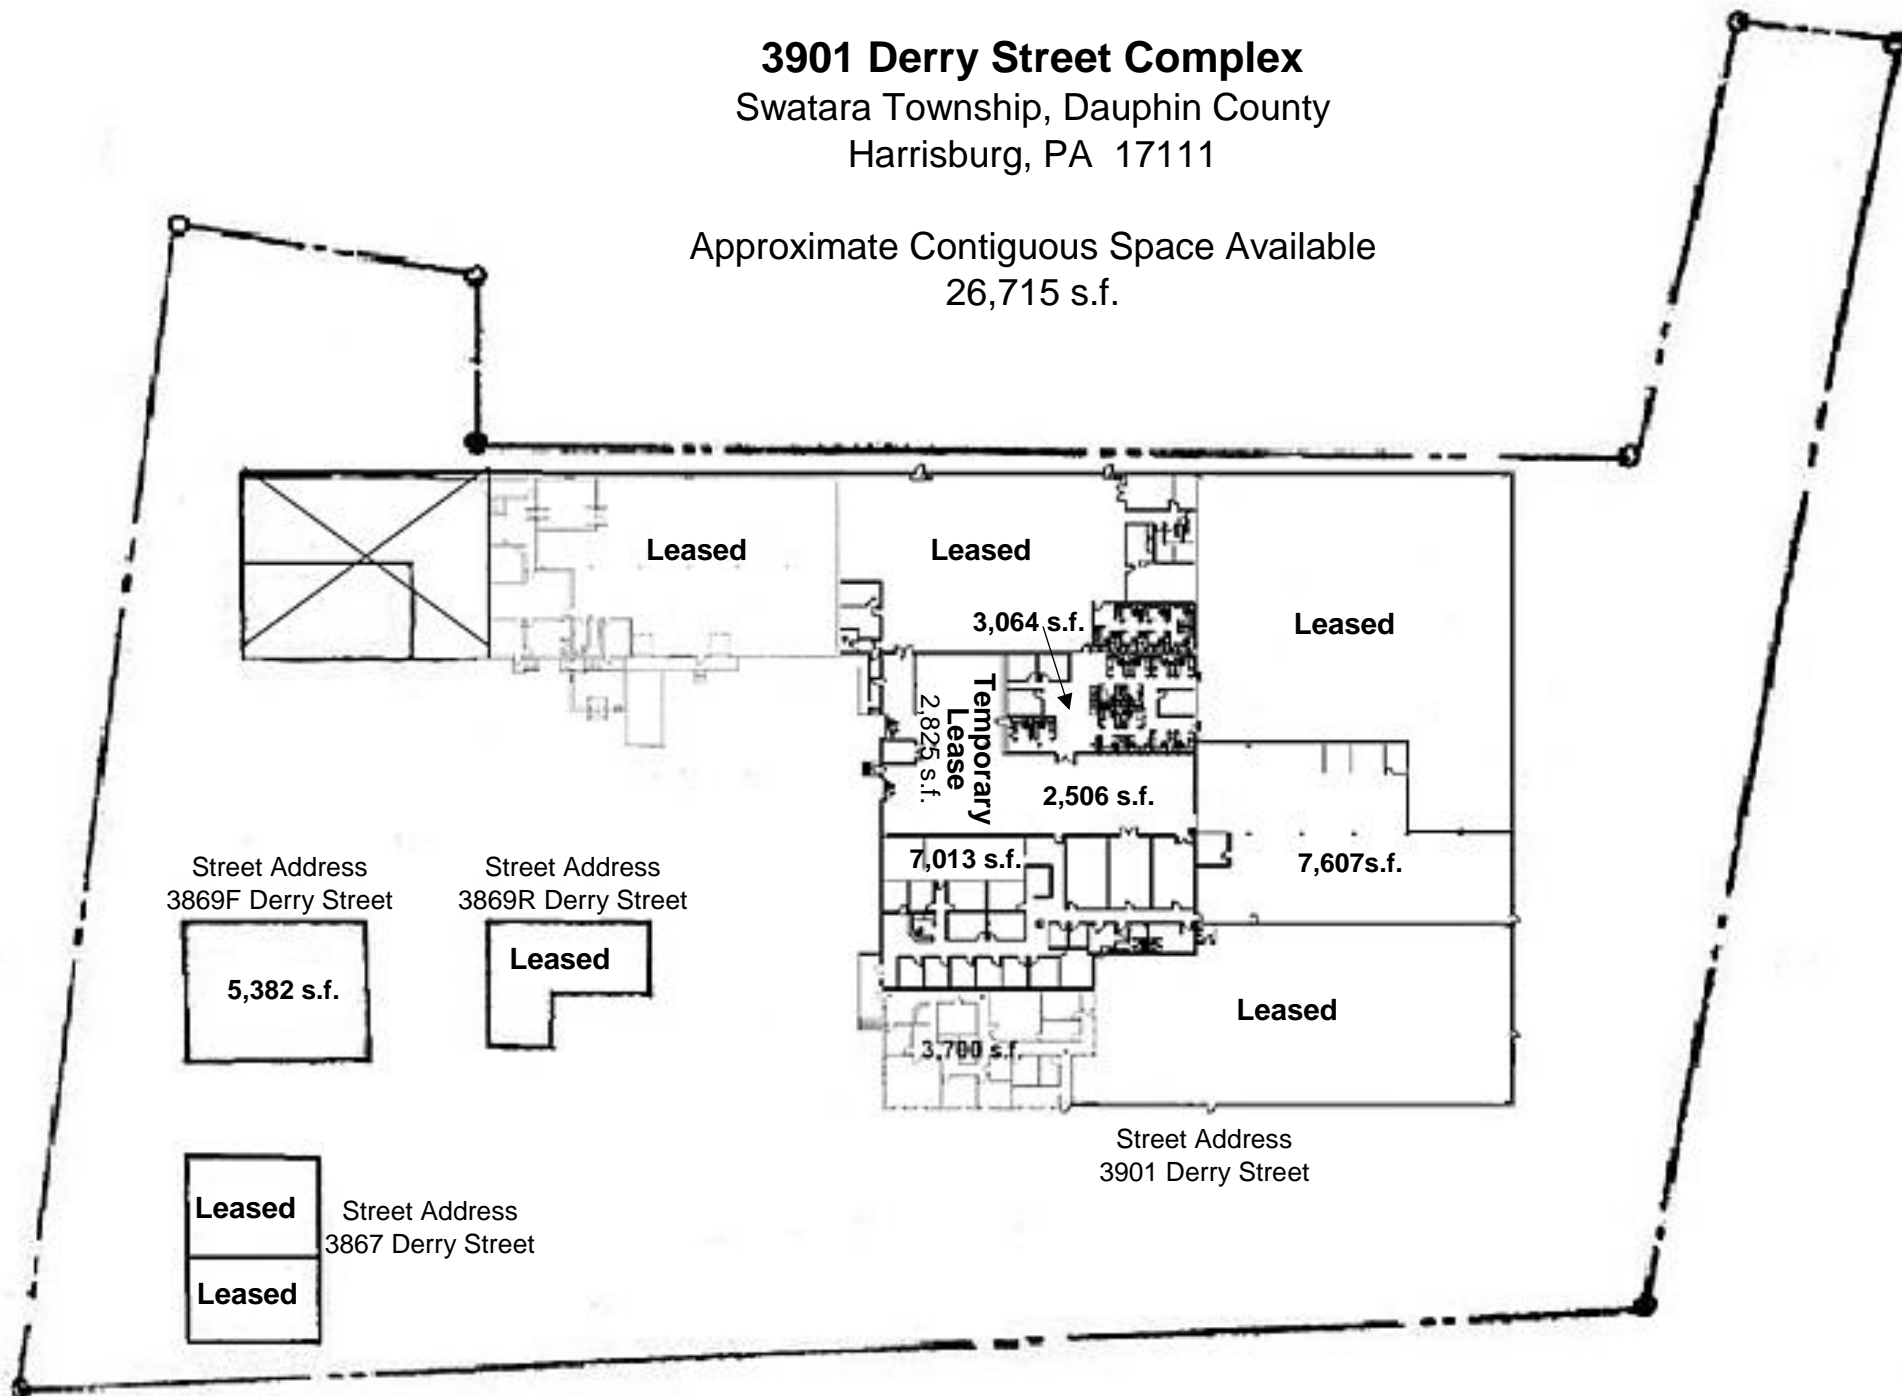 3901 Derry Street Complex
Swatara Township, Dauphin County
Harrisburg, PA 17111
Approximate Contiguous Space Available
26,715 s.f.
Leased
Leased
Leased
3,064 s.f.
Temporary
Lease
2,825 s.f.
2,506 s.f.
7,013 s.f.
7,607s.f.
Street Address
3869F Derry Street
5,382 s.f.
Street Address
3869R Derry Street
Leased
Leased
3,700 s.f.
Street Address
3901 Derry Street
Leased
Leased
Street Address
3867 Derry Street